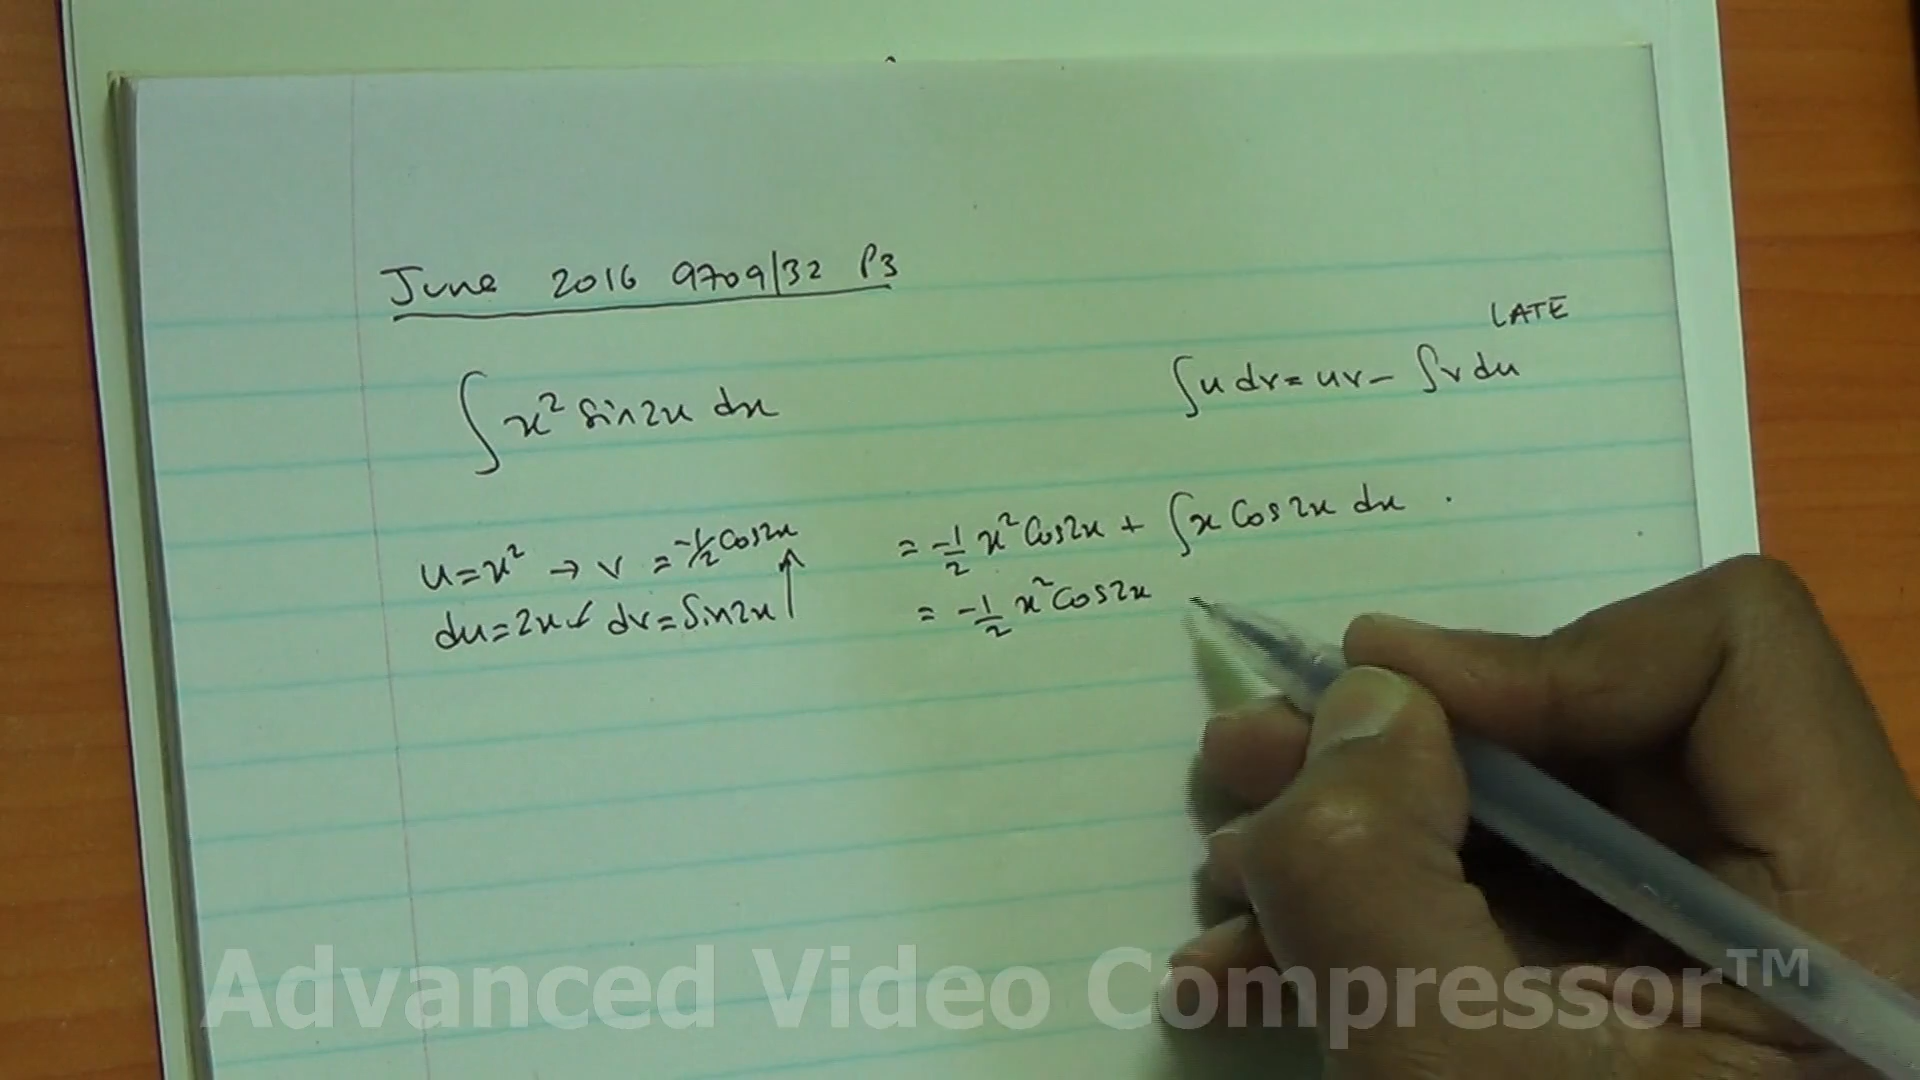 June 2016 9709/32 P3
LATE
∫x² sin2x dx
∫u dv = uv - ∫v du
u = x² → v = -1/2 cos2x
= -1/2 x² Cos2x + ∫x Cos2x dx .
du = 2x ↙ dv = Sin2x ↑
= -1/2 x² Cos2x
Advanced Video Compressor™